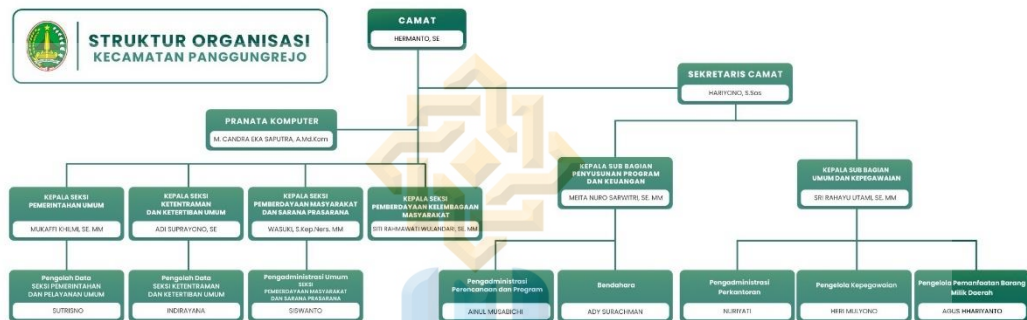 STRUKTUR ORGANISASI
KECAMATAN PANGGUNGREJO
CAMAT
HERMANTO, SE
SEKRETARIS CAMAT
HARIYONO, S.Sos
PRANATA KOMPUTER
M. CANDRA EKA SAPUTRA, A.Md.Kom
KEPALA SUB BAGIAN
PENYUSUNAN PROGRAM
DAN KEUANGAN
MEITA NURO SARWITRI, SE. MM
KEPALA SUB BAGIAN
UMUM DAN KEPEGAWAIAN
SRI RAHAYU UTAMI, SE, MM
KEPALA SEKSI
PEMERINTAHAN UMUM
MUKAFFI KHILMI, SE. MM
KEPALA SEKSI
KETENTRAMAN
DAN KETERTIBAN UMUM
ADI SUPRAYONO, SE
KEPALA SEKSI
PEMBERDAYAAN MASYARAKAT
DAN SARANA PRASARANA
WASUKI, S.Kep.Ners. MM
KEPALA SEKSI
PEMBERDAYAAN KELEMBAGAAN
MASYARAKAT
SITI RAHMAWATI WULANDARI, SE, MM
Pengolah Data
SEKSI PEMERINTAHAN
DAN PELAYANAN UMUM
SUTRISNO
Pengolah Data
SEKSI KETENTRAMAN
DAN KETERTIBAN UMUM
INDIRAYANA
Pengadministrasi Umum
SEKSI
PEMBERDAYAAN MASYARAKAT
DAN SARANA PRASARANA
SISWANTO
Pengadministrasi
Perencanaan dan Program
AINUL MUSABICHI
Bendahara
ADY SURACHMAN
Pengadministrasi
Perkantoran
NURIYATI
Pengelola Kepegawaian
HERI MULYONO
Pengelola Pemanfaatan Barang
Milik Daerah
AGUS HHARIYANTO